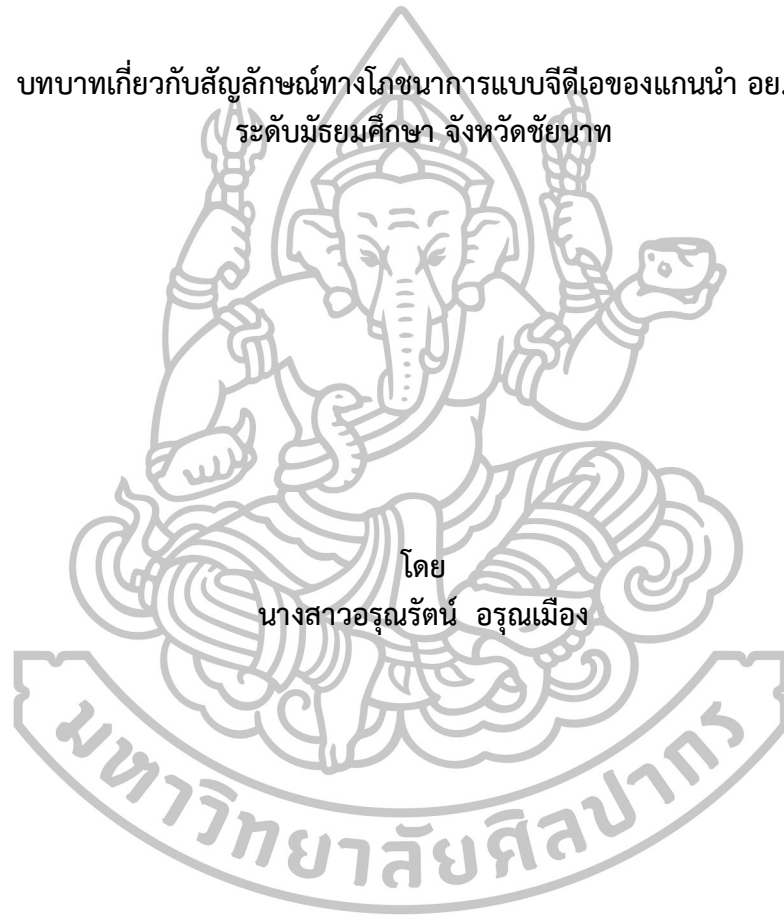 บทบาทเกี่ยวกับสัญลักษณ์ทางโภชนาการแบบจีดีเอของแกนนำ อย.
ระดับมัธยมศึกษา จังหวัดชัยนาท
โดย
นางสาวอรุณรัตน์ อรุณเมือง
มหาวิทยาลัยศิลปากร